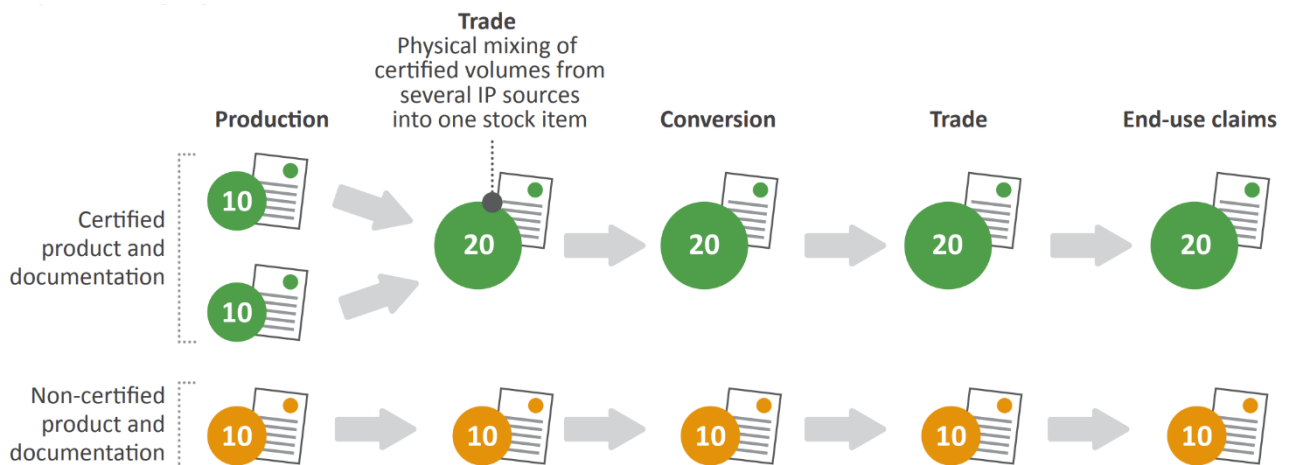 Trade
Physical mixing of
certified volumes from
several IP sources
into one stock item
Production
Conversion
Trade
End-use claims
Certified
product and
documentation
10
10
20
20
20
20
Non-certified
product and
documentation
10
10
10
10
10